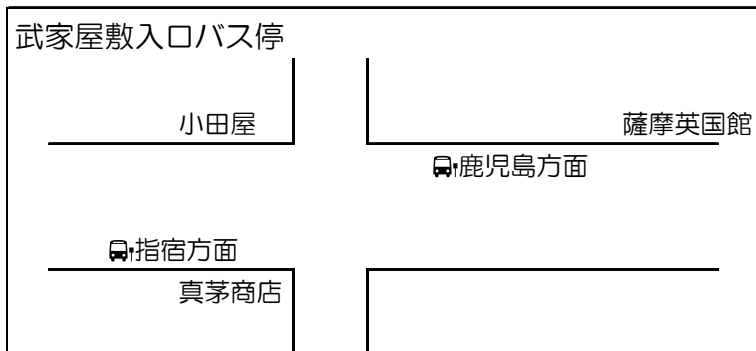 武家屋敷入口バス停
小田屋
薩摩英国館
鹿児島方面
指宿方面
真茅商店